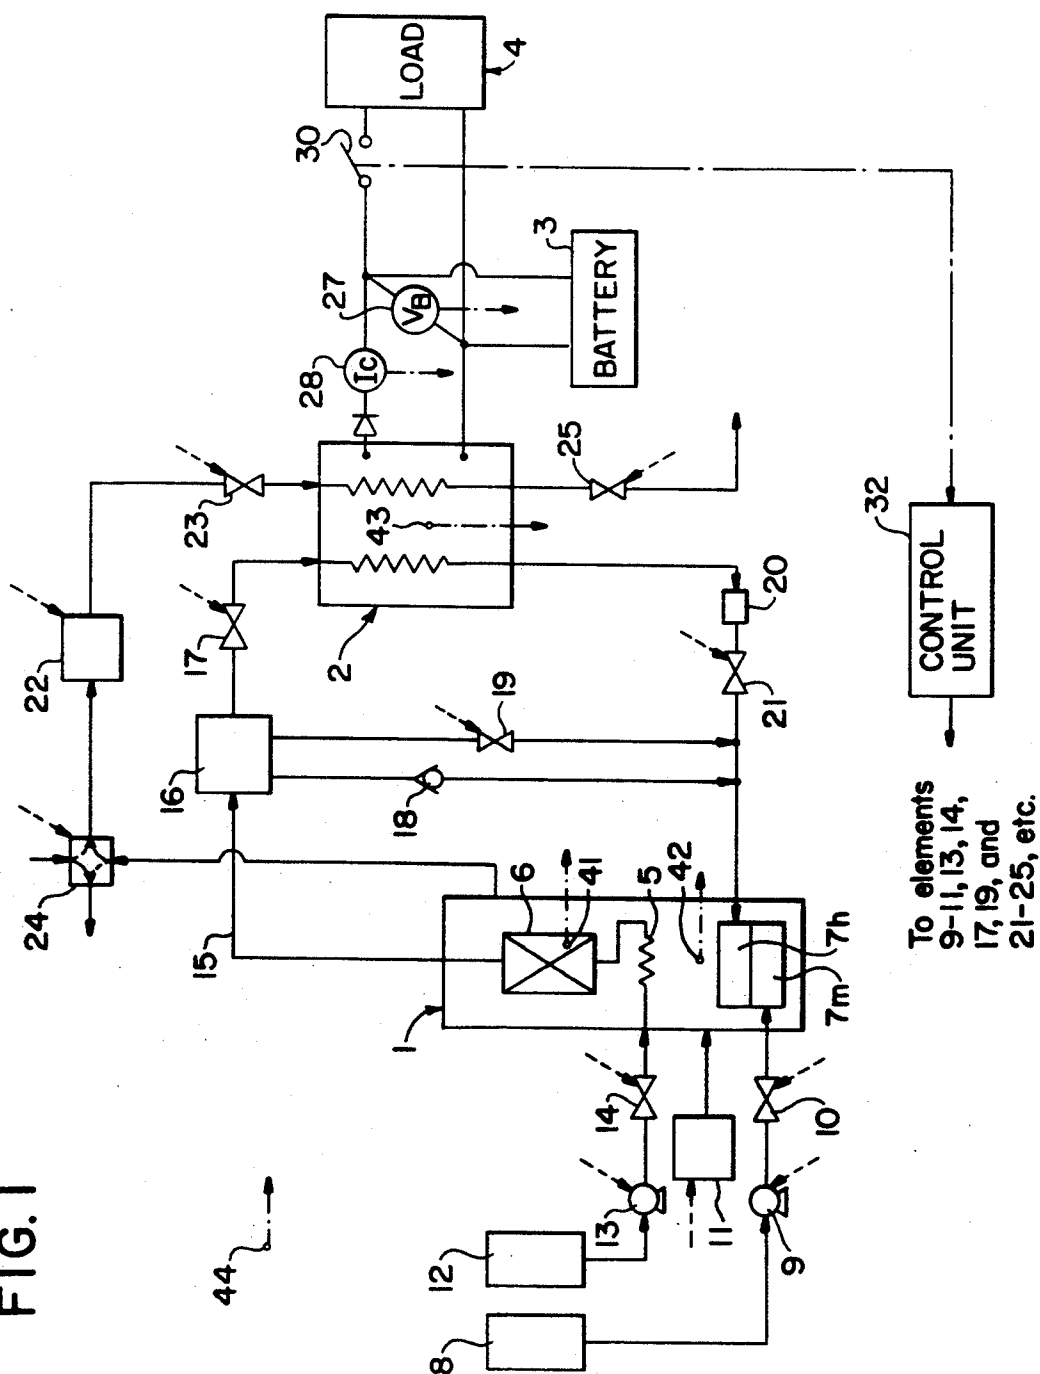 FIG. 1
LOAD
4
30
3
BATTERY
27
VB
28
IC
23
43
25
2
17
22
16
24
15
18
19
20
21
32
CONTROL
UNIT
To elements
9-11, 13, 14,
17, 19, and
21-25, etc.
6
41
5
42
7h
7m
1
14
13
11
10
9
12
8
44